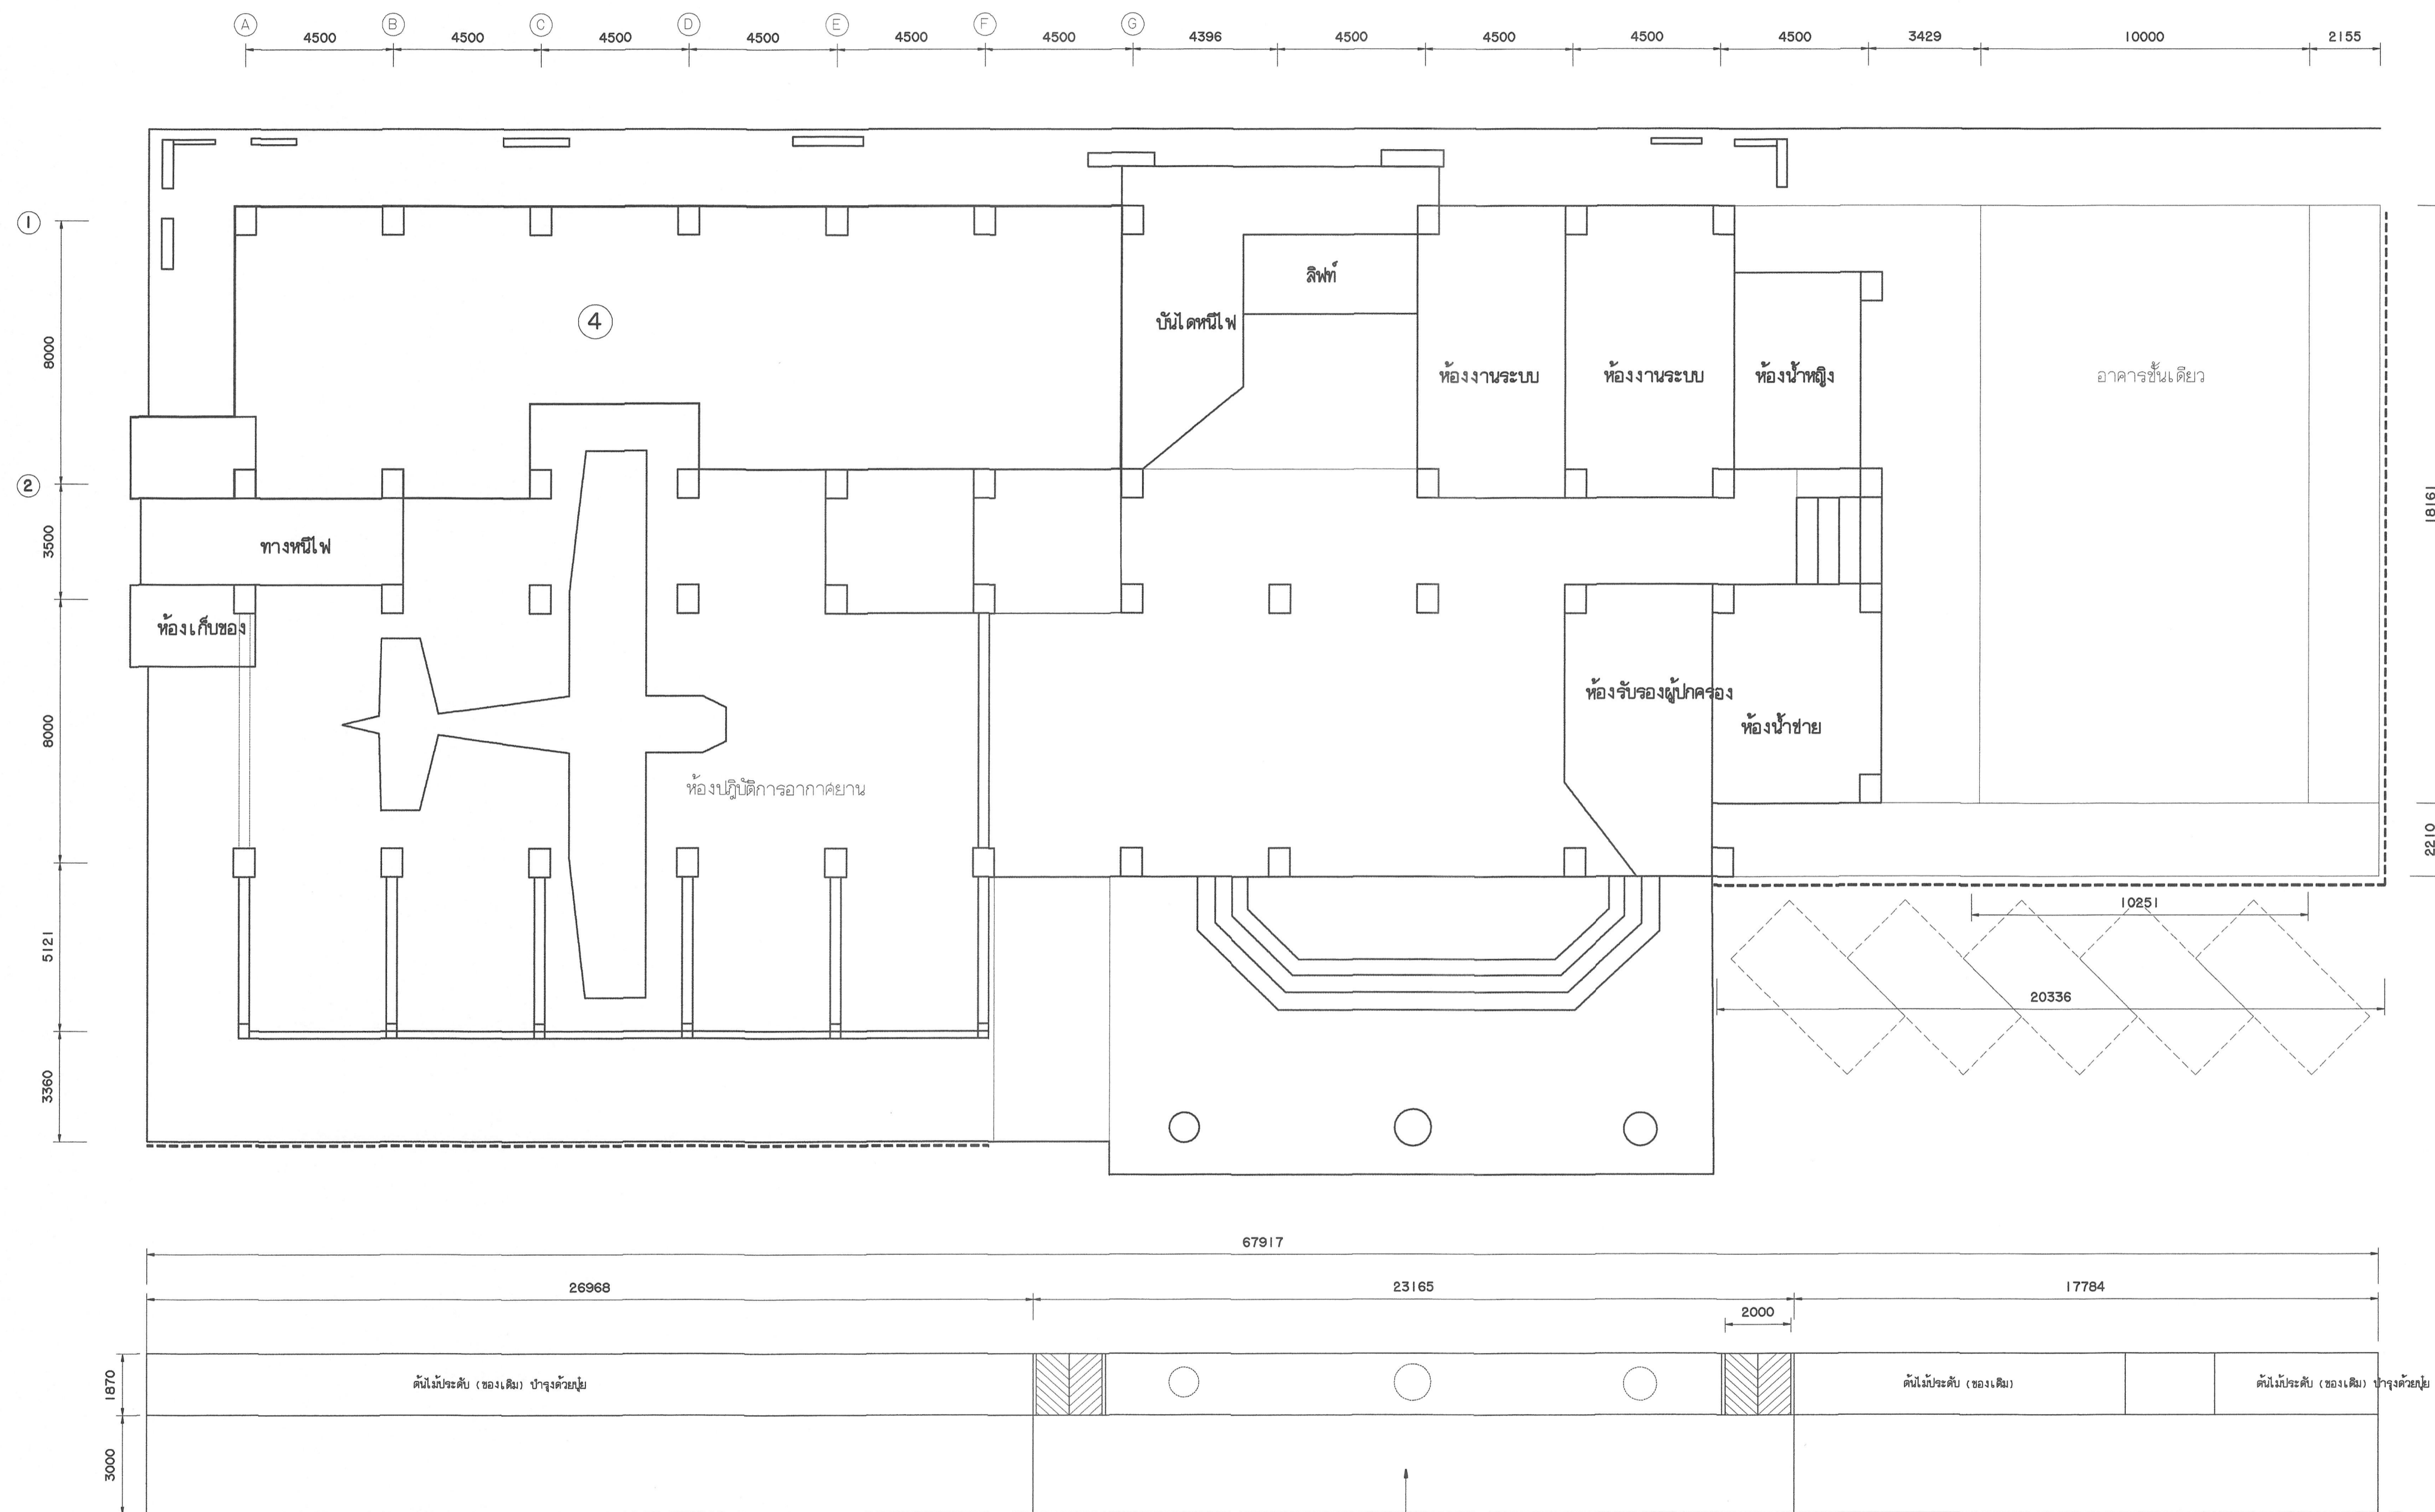 A B C D E F G
4500 4500 4500 4500 4500 4500 4396 4500 4500 4500 4500 3429 10000 2155
1
ลิฟท์
4
บันไดหนีไฟ
8000
ห้องงานระบบ ห้องงานระบบ ห้องน้ำหญิง อาคารชั้นเดียว
2
18161
3500
ทางหนีไฟ
ห้องเก็บของ
ห้องรับรองผู้ปกครอง
8000
ห้องน้ำชาย
ห้องปฎิบัติการอากาศยาน
2210
10251
5121
20336
3360
67917
26968 23165 17784
2000
1870
ต้นไม้ประดับ (ของเดิม) บำรุงด้วยปุ๋ย ต้นไม้ประดับ (ของเดิม) ต้นไม้ประดับ (ของเดิม) บำรุงด้วยปุ๋ย
3000